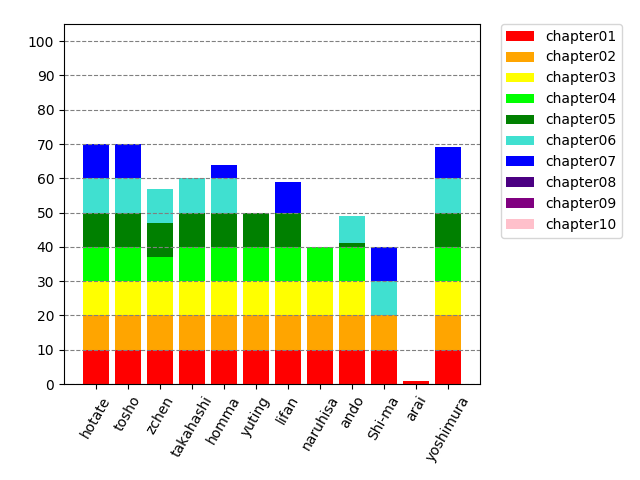 100
90
80
70
60
50
40
30
20
10
0
hotate
tosho
zchen
takahashi
homma
yuting
lifan
naruhisa
ando
Shi-ma
arai
yoshimura
chapter01
chapter02
chapter03
chapter04
chapter05
chapter06
chapter07
chapter08
chapter09
chapter10